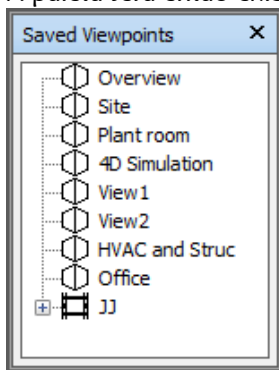 Saved Viewpoints
Overview
Site
Plant room
4D Simulation
View1
View2
HVAC and Struc
Office
JJ